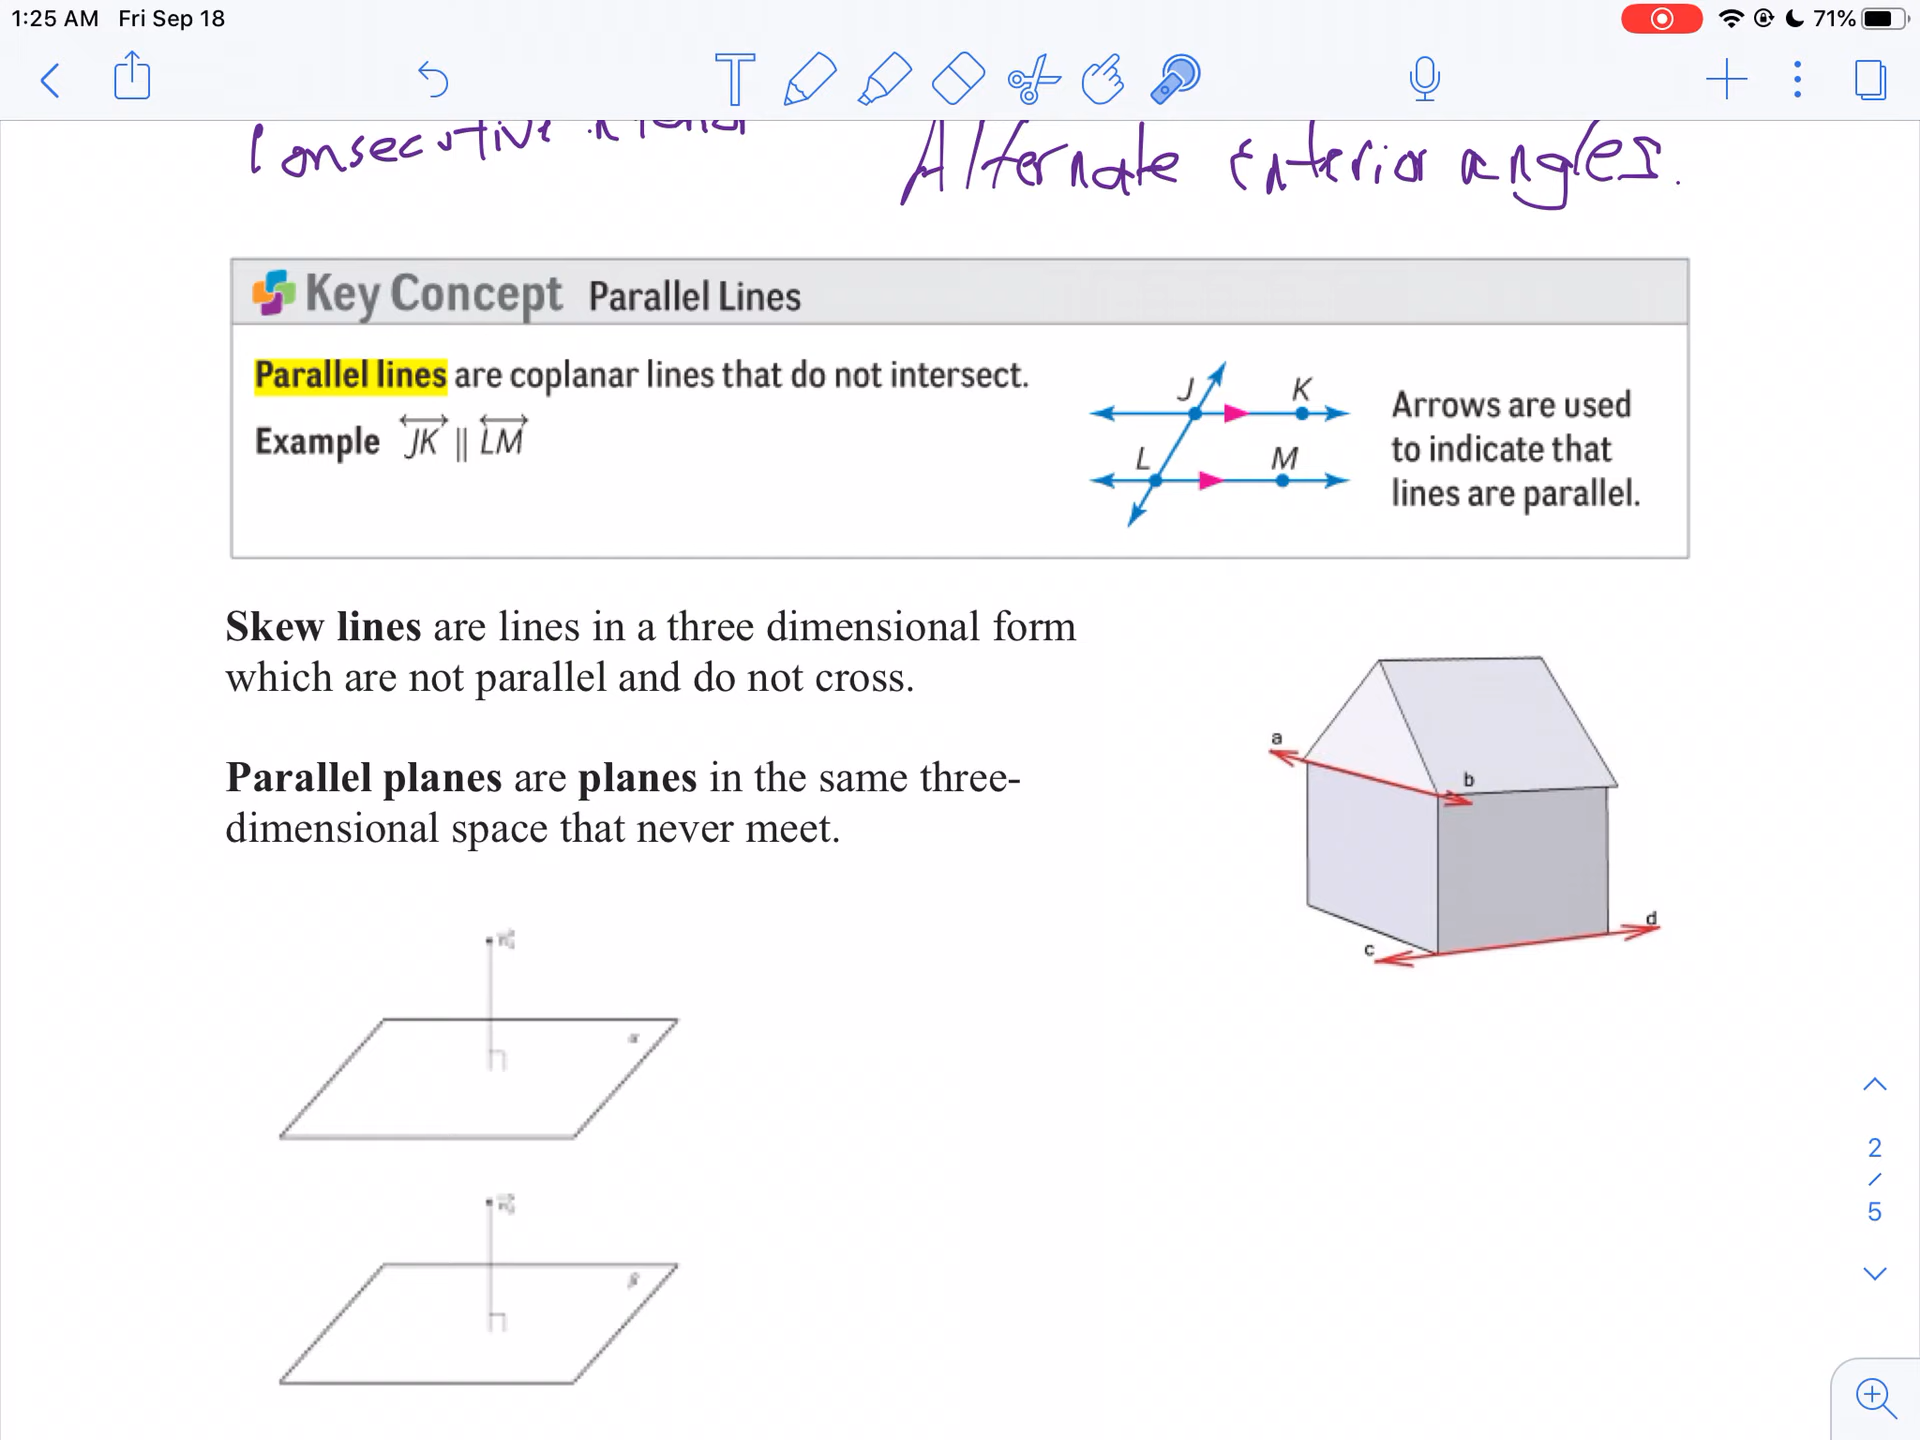 1:25 AM Fri Sep 18
71%
Consecutive interior
Alternate exterior angles.
Key Concept Parallel Lines
Parallel lines are coplanar lines that do not intersect.
Example JK || LM
J K
L M
Arrows are used
to indicate that
lines are parallel.
Skew lines are lines in a three dimensional form
which are not parallel and do not cross.
a
b
c
d
Parallel planes are planes in the same three-
dimensional space that never meet.
2
/
5